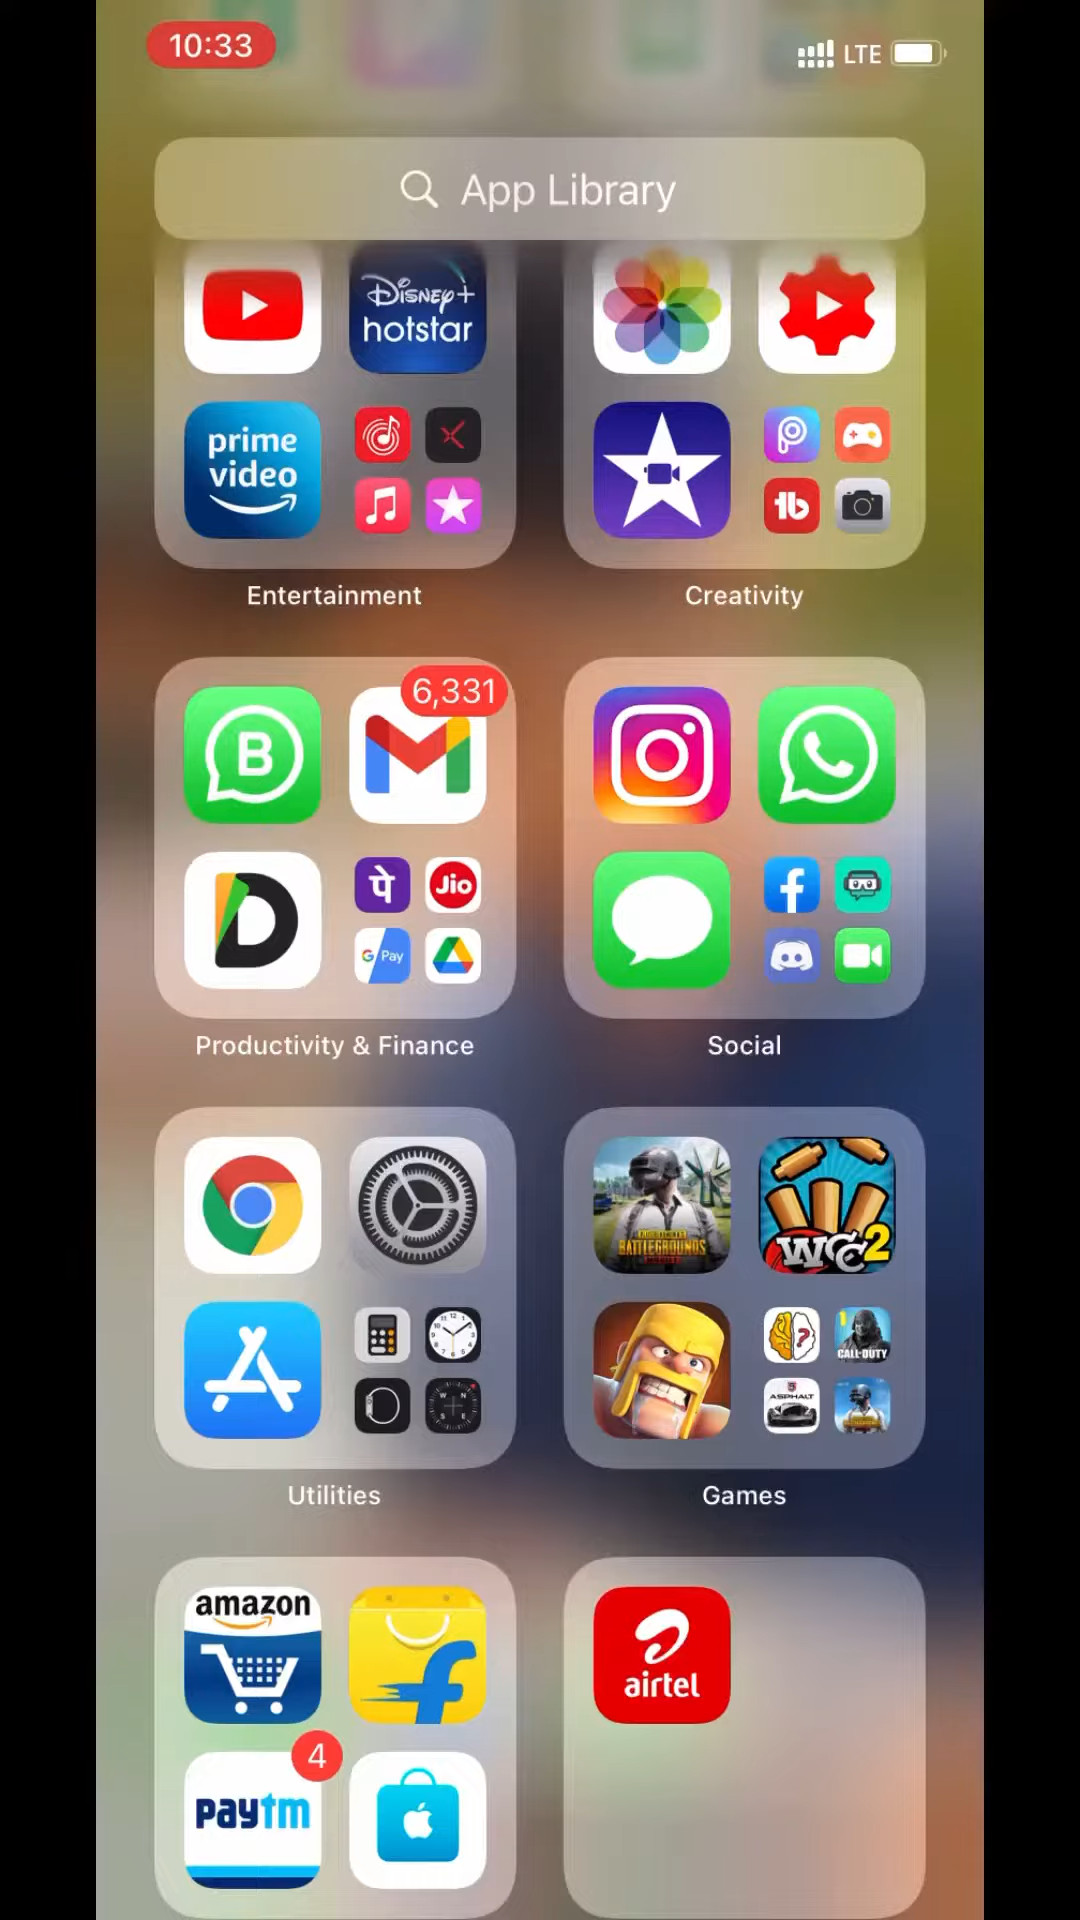 10:33
LTE
App Library
Disney+
hotstar
prime
video
Entertainment
Creativity
6,331
B
पे
Jio
G Pay
Productivity & Finance
Social
BATTLEGROUNDS
WCC2
CALL·DUTY
ASPHALT
Utilities
Games
amazon
airtel
4
paytm